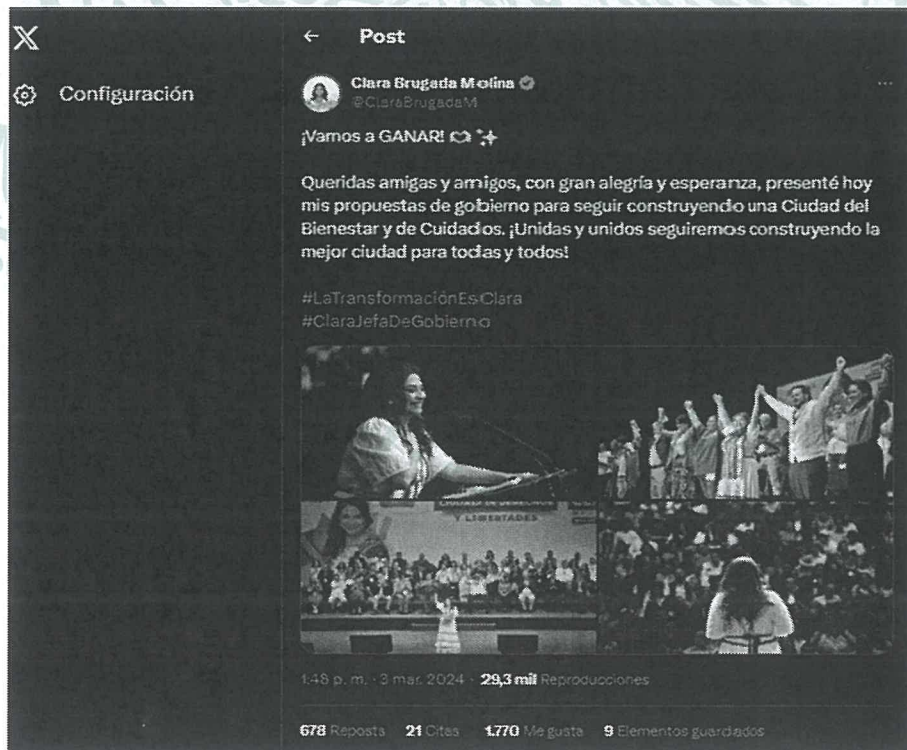 Post
Configuración
Clara Brugada Molina
@ClaraBrugadaM
¡Vamos a GANAR!
Queridas amigas y amigos, con gran alegría y esperanza, presenté hoy
mis propuestas de gobierno para seguir construyendo una Ciudad del
Bienestar y de Cuidados. ¡Unidas y unidos seguiremos construyendo la
mejor ciudad para todas y todos!
#LaTransformaciónEsClara
#ClaraJefaDeGobierno
CIUDAD DE DERECHOS
Y LIBERTADES
1:48 p. m. · 3 mar. 2024 · 29,3 mil Reproducciones
678 Reposts 21 Citas 1.770 Me gusta 9 Elementos guardados